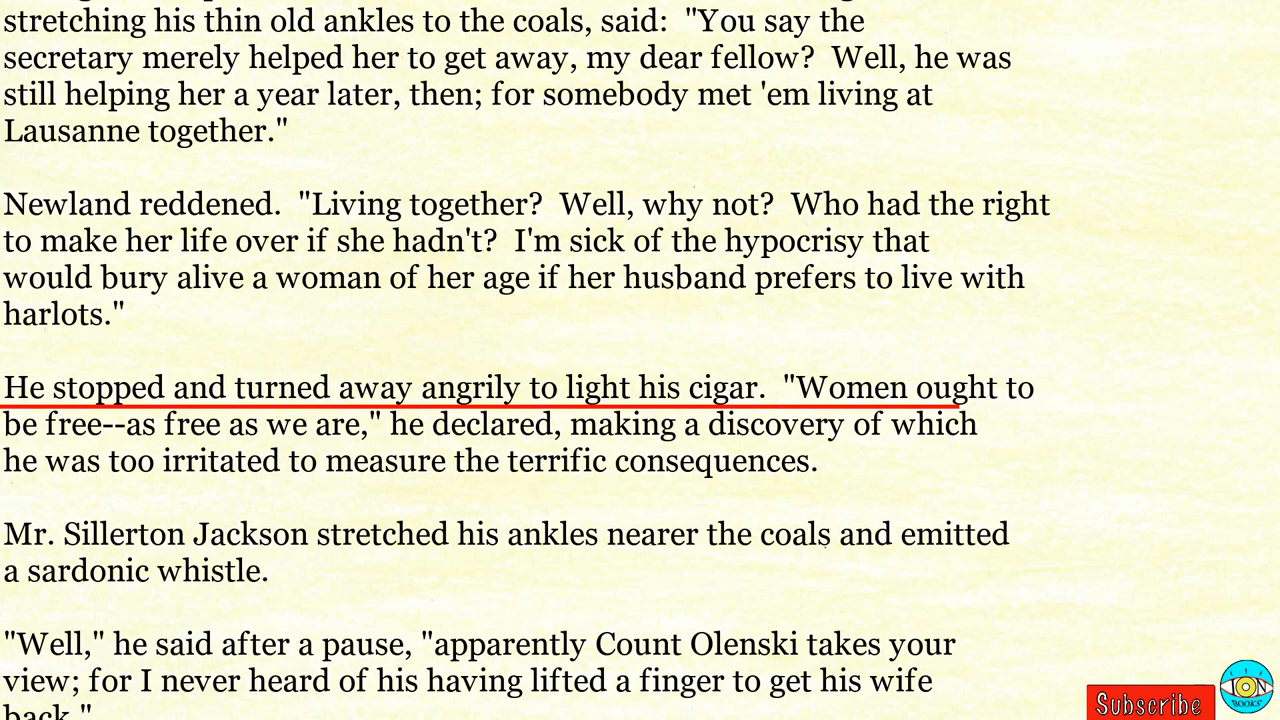 stretching his thin old ankles to the coals, said:  "You say the
secretary merely helped her to get away, my dear fellow?  Well, he was
still helping her a year later, then; for somebody met 'em living at
Lausanne together."
Newland reddened.  "Living together?  Well, why not?  Who had the right
to make her life over if she hadn't?  I'm sick of the hypocrisy that
would bury alive a woman of her age if her husband prefers to live with
harlots."
He stopped and turned away angrily to light his cigar.  "Women ought to
be free--as free as we are," he declared, making a discovery of which
he was too irritated to measure the terrific consequences.
Mr. Sillerton Jackson stretched his ankles nearer the coals and emitted
a sardonic whistle.
"Well," he said after a pause, "apparently Count Olenski takes your
view; for I never heard of his having lifted a finger to get his wife
back."
Subscribe
ION
BOOKS